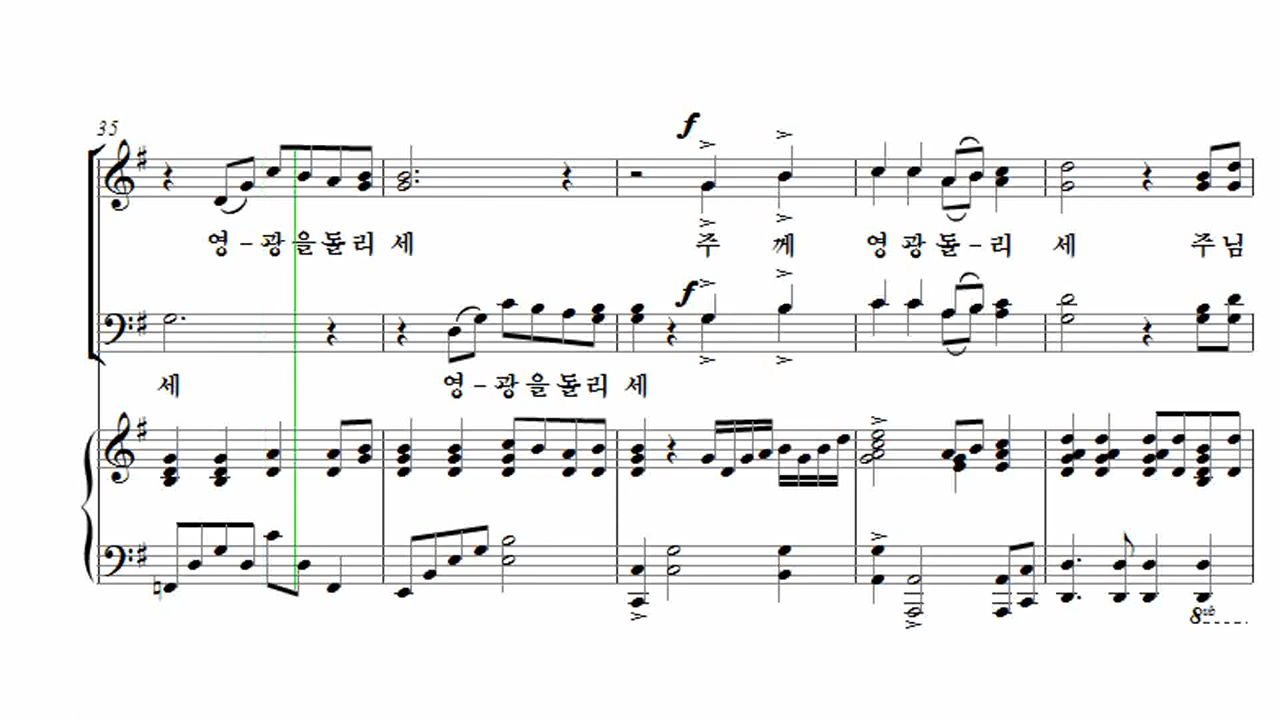 35
f
영 - 광 을 돌 리 세 주 께 영 광 돌 - 리 세 주 님
f
세 영 - 광 을 돌 리 세
8vb